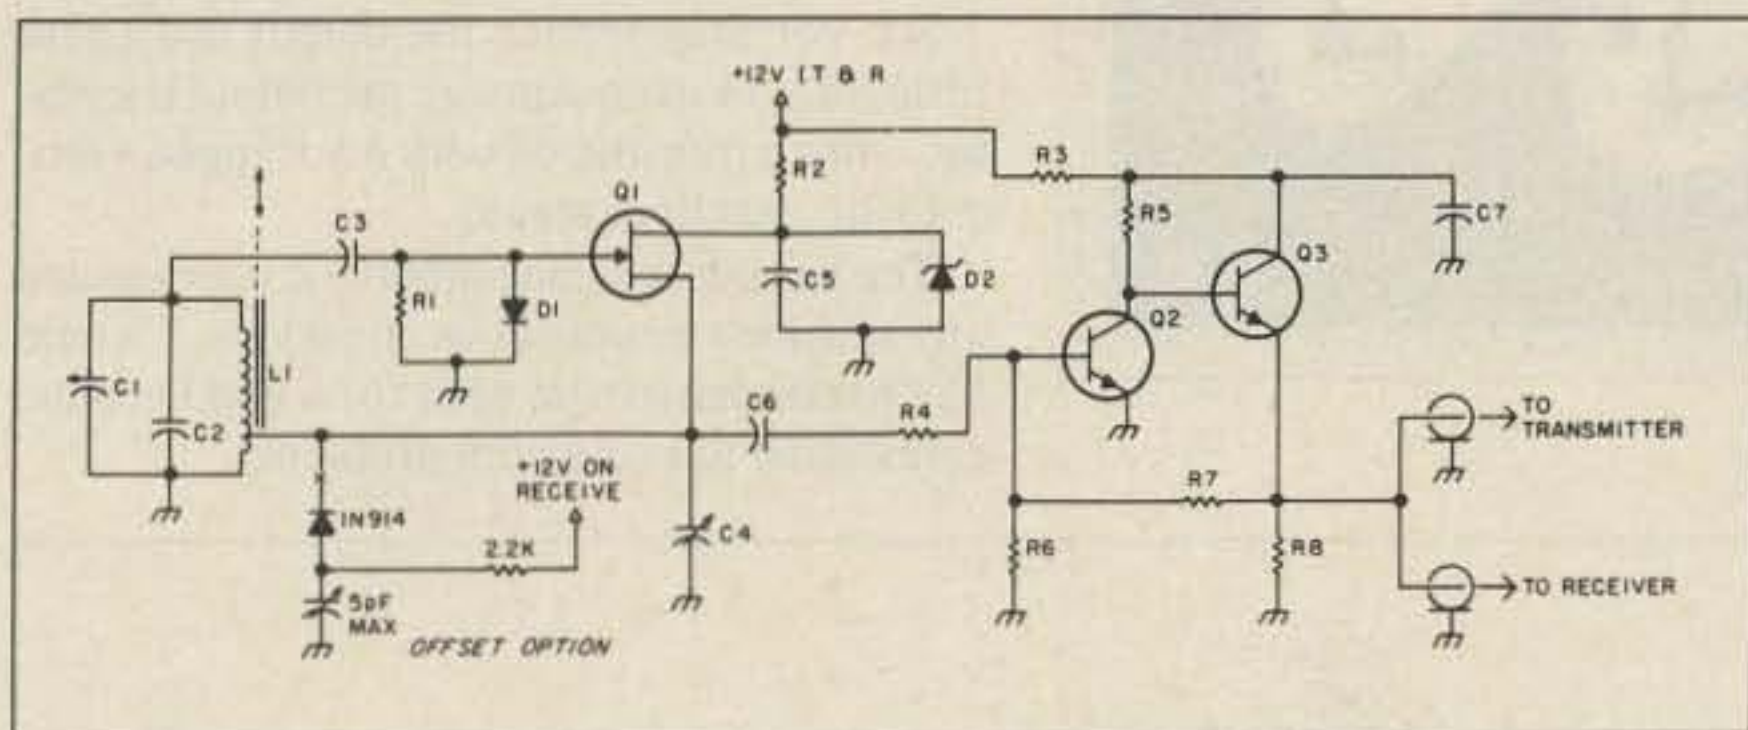 +12V (T & R
R2
R3
Q1
C3
R5
C7
Q3
R1
D1
C5
D2
Q2
L1
C1
C2
C6
R4
TO
TRANSMITTER
+12V ON
RECEIVE
R7
1N914
2.2K
C4
R6
R8
5pF
MAX
TO RECEIVER
OFFSET OPTION